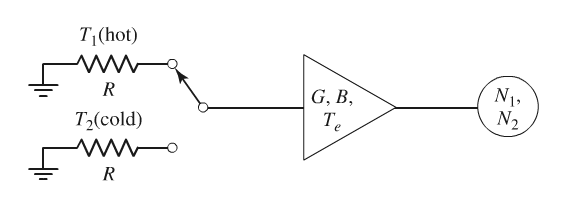 T₁(hot)
R
T₂(cold)
R
G, B,
Tₑ
N₁,
N₂